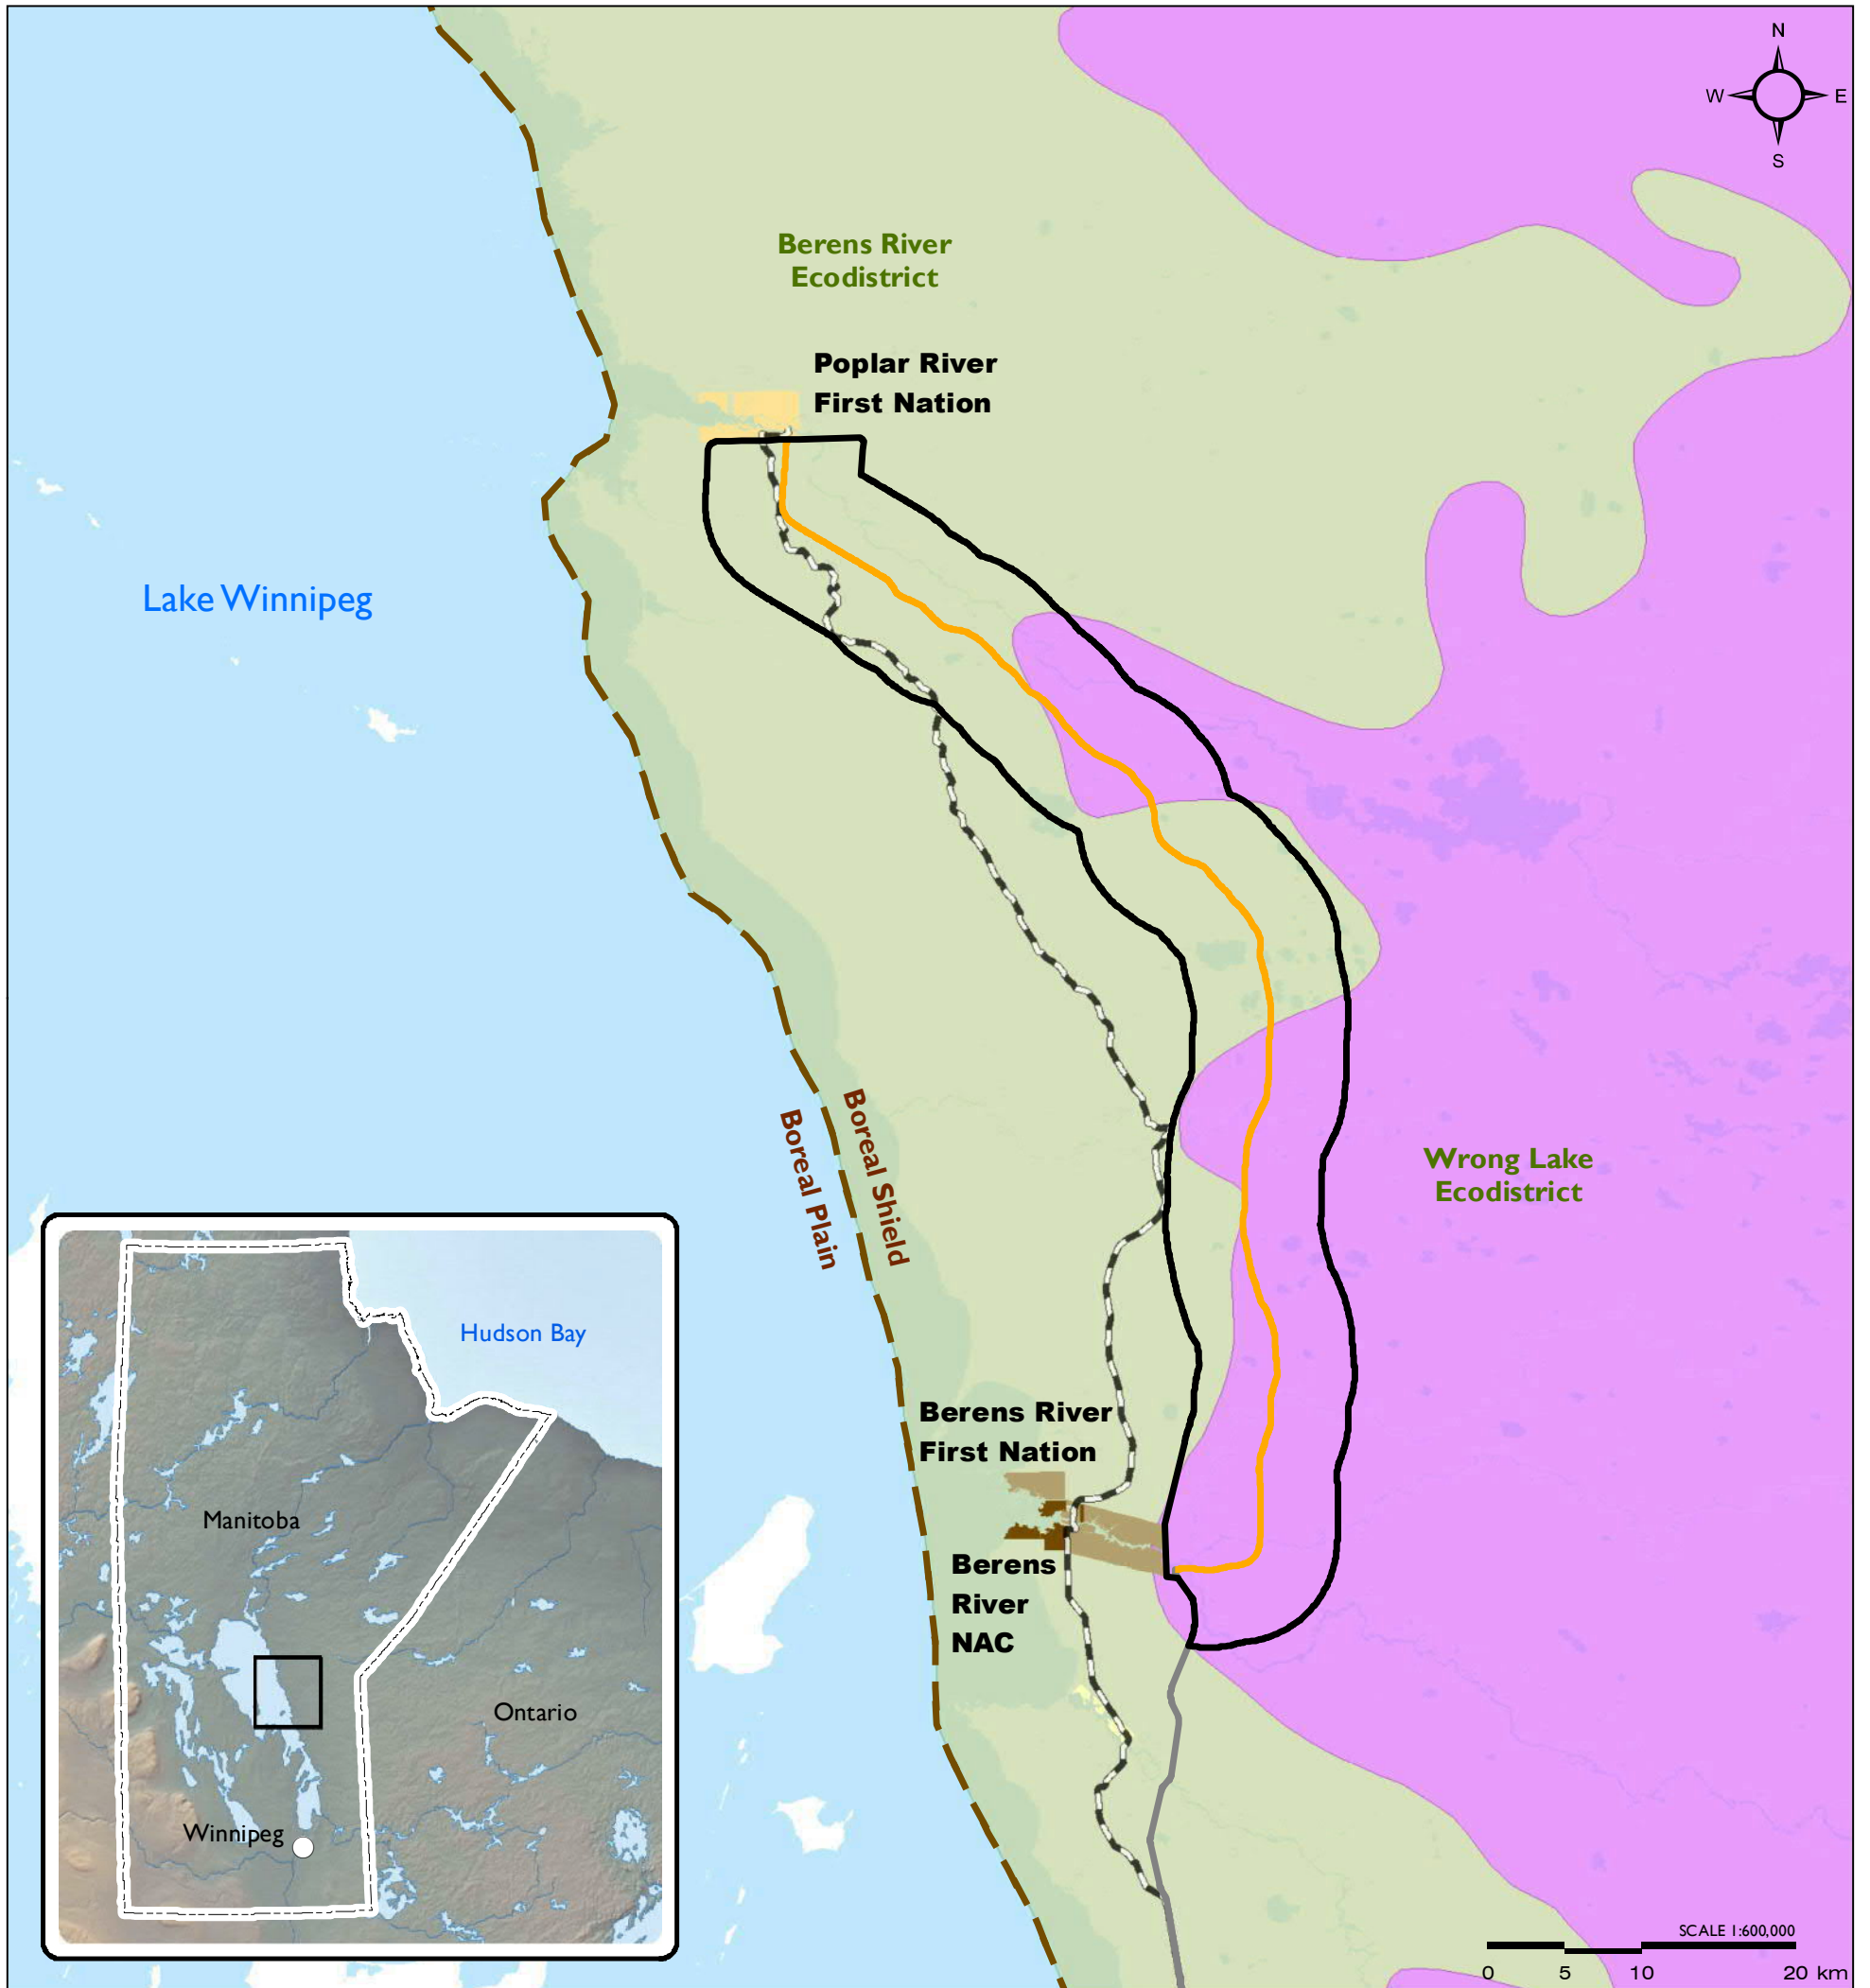 N
W
E
S
Berens River
Ecodistrict
Poplar River
First Nation
Lake Winnipeg
Boreal Shield
Boreal Plain
Wrong Lake
Ecodistrict
Berens River
First Nation
Berens
River
NAC
Hudson Bay
Manitoba
Ontario
Winnipeg
SCALE 1:600,000
0 5 10 20 km